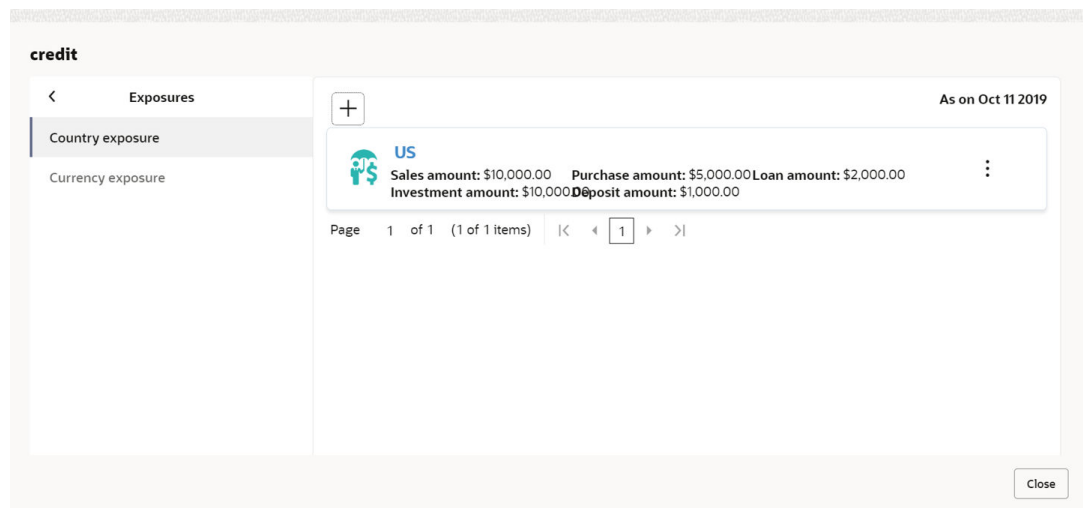 credit
Exposures
As on Oct 11 2019
Country exposure
Currency exposure
US
Sales amount: $10,000.00 Purchase amount: $5,000.00 Loan amount: $2,000.00
Investment amount: $10,000.00 Deposit amount: $1,000.00
Page 1 of 1 (1 of 1 items) 1
Close